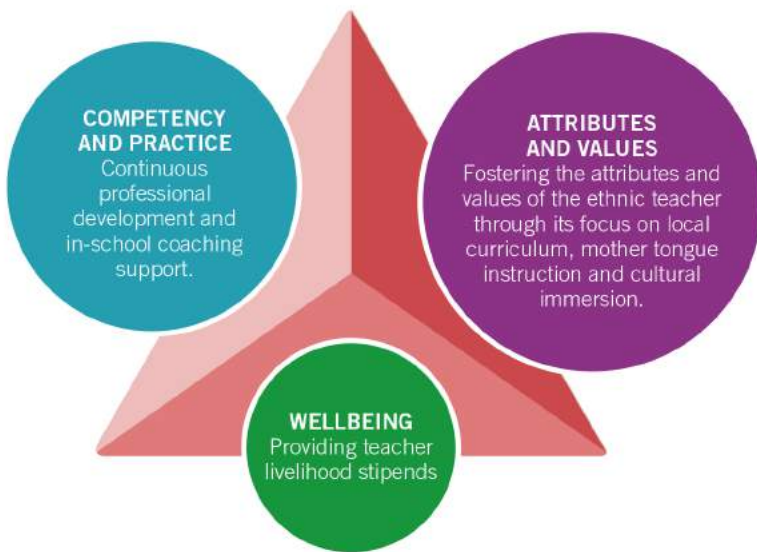 COMPETENCY
AND PRACTICE
Continuous
professional
development and
in-school coaching
support.
ATTRIBUTES
AND VALUES
Fostering the attributes and
values of the ethnic teacher
through its focus on local
curriculum, mother tongue
instruction and cultural
immersion.
WELLBEING
Providing teacher
livelihood stipends